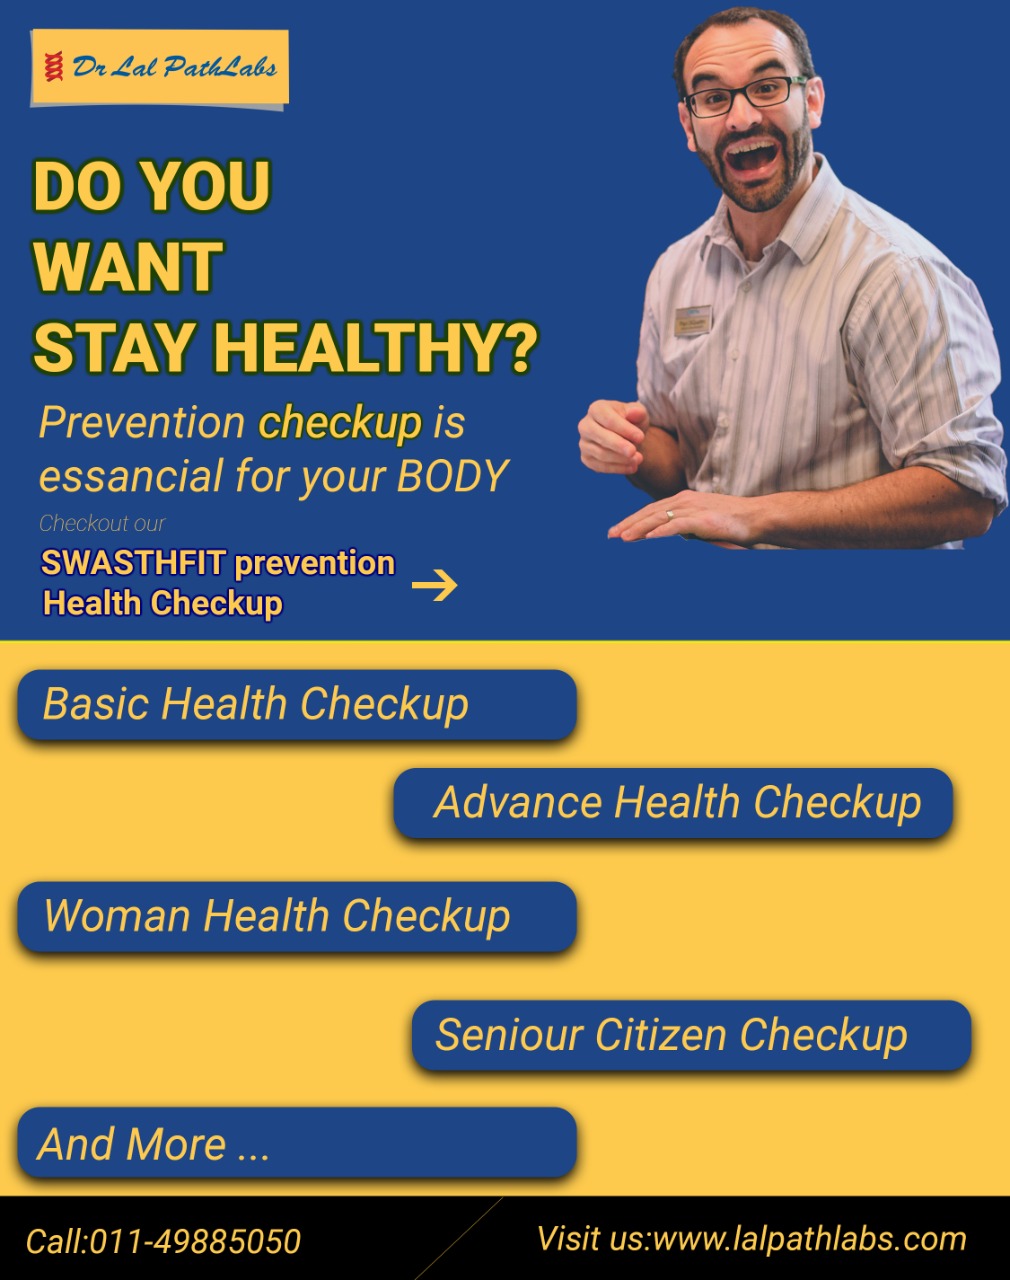 Dr Lal PathLabs
DO YOU
WANT
STAY HEALTHY?
Prevention checkup is
essancial for your BODY
Checkout our
SWASTHFIT prevention
Health Checkup
Basic Health Checkup
Advance Health Checkup
Woman Health Checkup
Seniour Citizen Checkup
And More ...
Call:011-49885050
Visit us:www.lalpathlabs.com